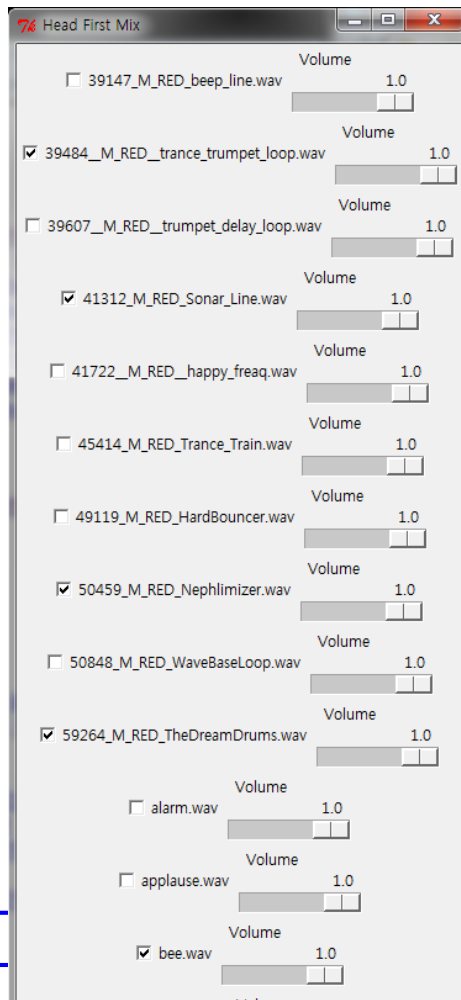 Head First Mix
Volume
39147_M_RED_beep_line.wav 1.0
Volume
39484__M_RED__trance_trumpet_loop.wav 1.0
Volume
39607__M_RED__trumpet_delay_loop.wav 1.0
Volume
41312_M_RED_Sonar_Line.wav 1.0
Volume
41722__M_RED__happy_freaq.wav 1.0
Volume
45414_M_RED_Trance_Train.wav 1.0
Volume
49119_M_RED_HardBouncer.wav 1.0
Volume
50459_M_RED_Nephlimizer.wav 1.0
Volume
50848_M_RED_WaveBaseLoop.wav 1.0
Volume
59264_M_RED_TheDreamDrums.wav 1.0
Volume
alarm.wav 1.0
Volume
applause.wav 1.0
Volume
bee.wav 1.0